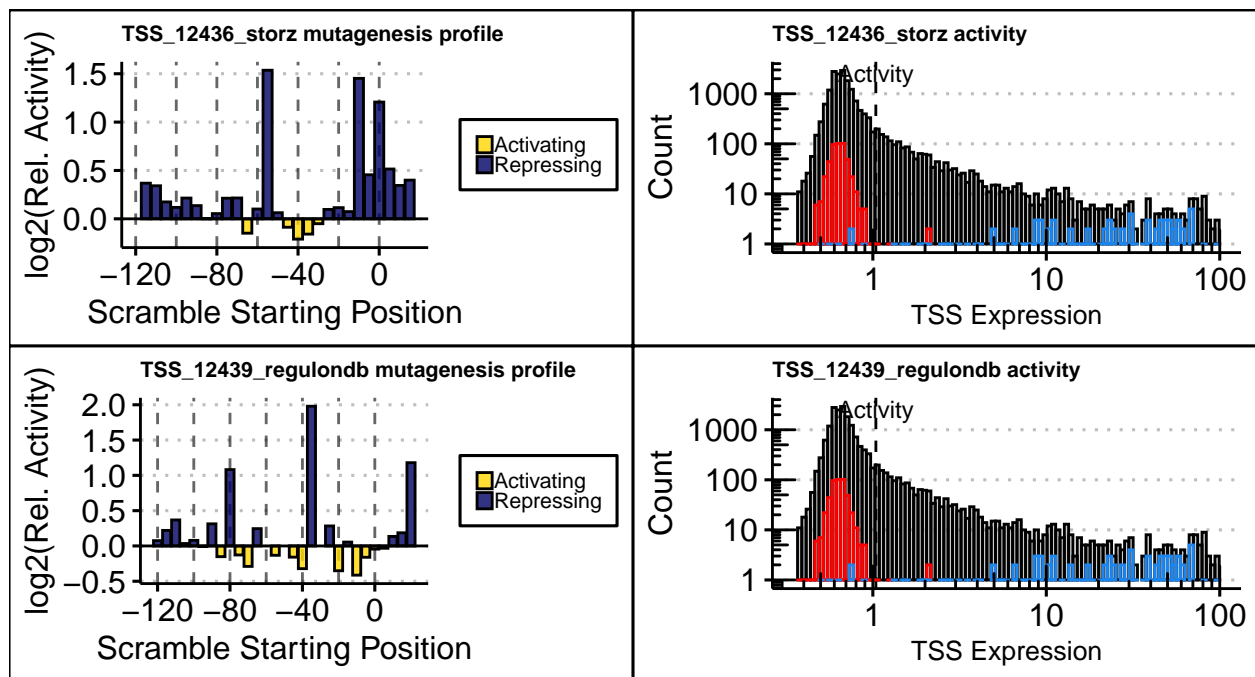 TSS_12436_storz mutagenesis profile
log2(Rel. Activity)
1.5
1.0
0.5
0.0
−120 −80 −40 0
Scramble Starting Position
Activating
Repressing
TSS_12436_storz activity
Activity
Count
1000
100
10
1
1 10 100
TSS Expression
TSS_12439_regulondb mutagenesis profile
log2(Rel. Activity)
2.0
1.5
1.0
0.5
0.0
−0.5
−120 −80 −40 0
Scramble Starting Position
Activating
Repressing
TSS_12439_regulondb activity
Activity
Count
1000
100
10
1
1 10 100
TSS Expression